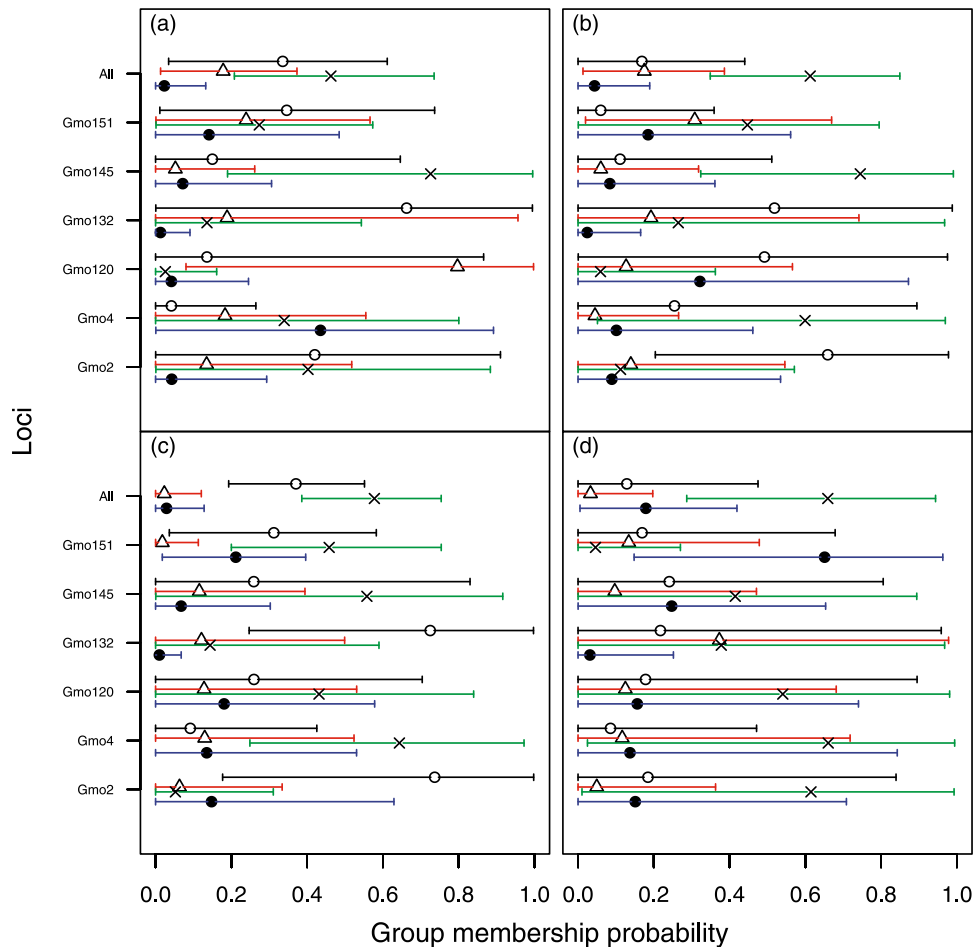 (a)
(b)
All
Gmo151
Gmo145
Gmo132
Gmo120
Gmo4
Gmo2
Loci
(c)
(d)
All
Gmo151
Gmo145
Gmo132
Gmo120
Gmo4
Gmo2
0.0 0.2 0.4 0.6 0.8 1.0 0.0 0.2 0.4 0.6 0.8 1.0
Group membership probability